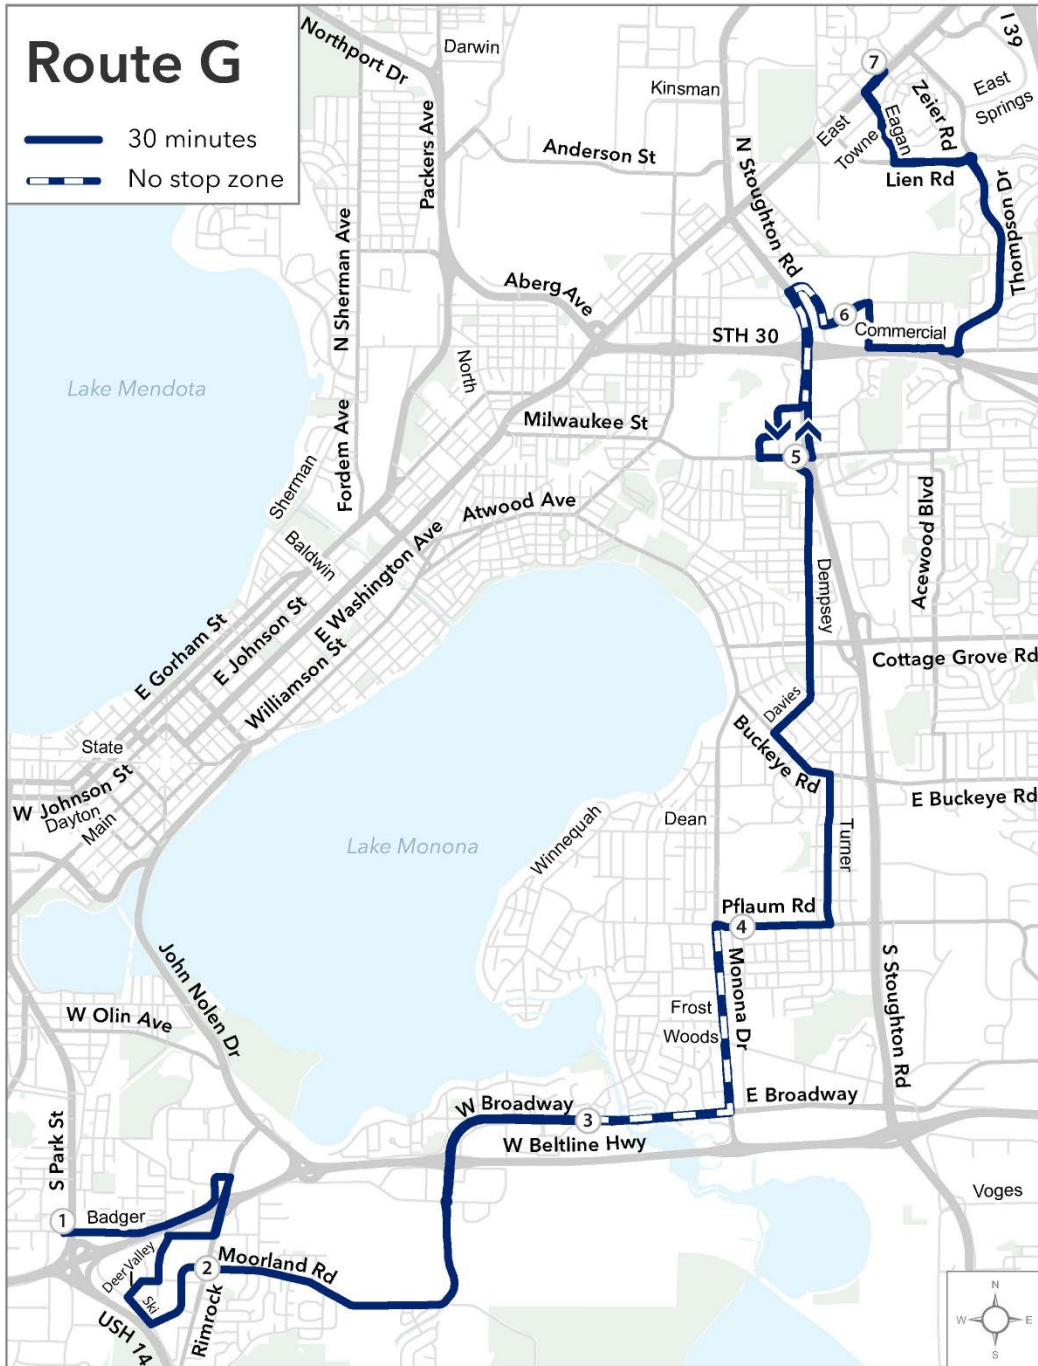 Route G
30 minutes
No stop zone
Northport Dr
Darwin
Packers Ave
Kinsman
Anderson St
N Stoughton Rd
East
Towne
Eagan
7
Zeier Rd
East
Springs
I 39
Lien Rd
Thompson Dr
N Sherman Ave
Aberg Ave
STH 30
6
Commercial
Lake Mendota
North
Fordem Ave
Sherman
Milwaukee St
5
Atwood Ave
Baldwin
E Washington Ave
Acewood Blvd
Dempsey
E Gorham St
E Johnson St
Williamson St
Cottage Grove Rd
Davies
Buckeye Rd
E Buckeye Rd
State
W Johnson St
Dayton
Main
Lake Monona
Winnequah
Dean
Turner
Pflaum Rd
4
Monona Dr
S Stoughton Rd
Frost
Woods
John Nolen Dr
W Olin Ave
S Park St
W Broadway
3
E Broadway
W Beltline Hwy
Voges
1
Badger
Deer Valley
Ski
2
Moorland Rd
Rimrock
USH 14
N
W
E
S